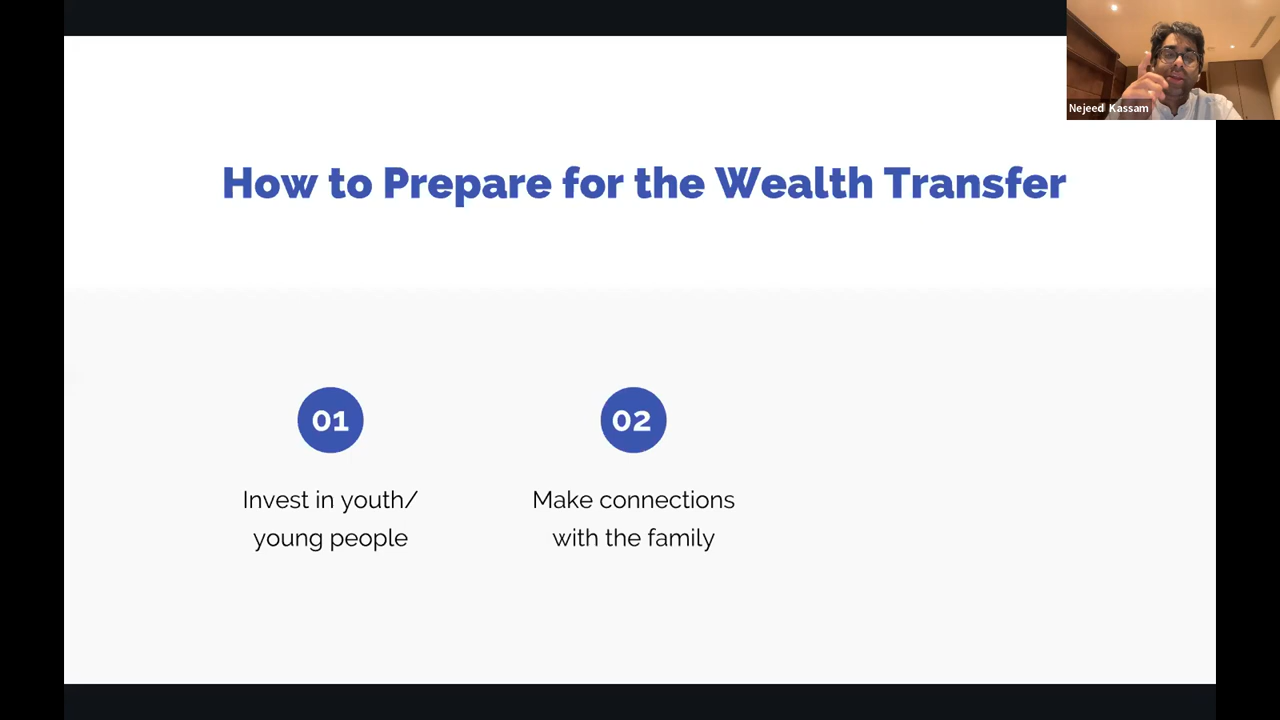 Nejeed Kassam
How to Prepare for the Wealth Transfer
01
Invest in youth/
young people
02
Make connections
with the family